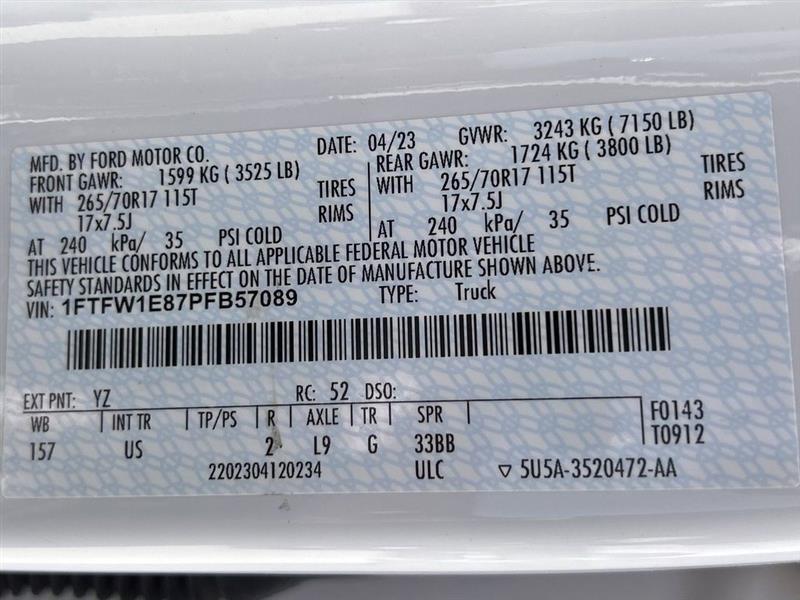 MFD. BY FORD MOTOR CO. DATE: 04/23 GVWR: 3243 KG ( 7150 LB)
FRONT GAWR: 1599 KG ( 3525 LB) REAR GAWR: 1724 KG ( 3800 LB)
WITH 265/70R17 115T TIRES WITH 265/70R17 115T TIRES
17x7.5J RIMS 17x7.5J RIMS
AT 240 kPa/ 35 PSI COLD AT 240 kPa/ 35 PSI COLD
THIS VEHICLE CONFORMS TO ALL APPLICABLE FEDERAL MOTOR VEHICLE
SAFETY STANDARDS IN EFFECT ON THE DATE OF MANUFACTURE SHOWN ABOVE.
VIN: 1FTFW1E87PFB57089 TYPE: Truck
EXT PNT: YZ RC: 52 DSO:
WB INT TR TP/PS R AXLE TR SPR F0143
157 US 2 L9 G 33BB T0912
2202304120234 ULC ▽ 5U5A-3520472-AA